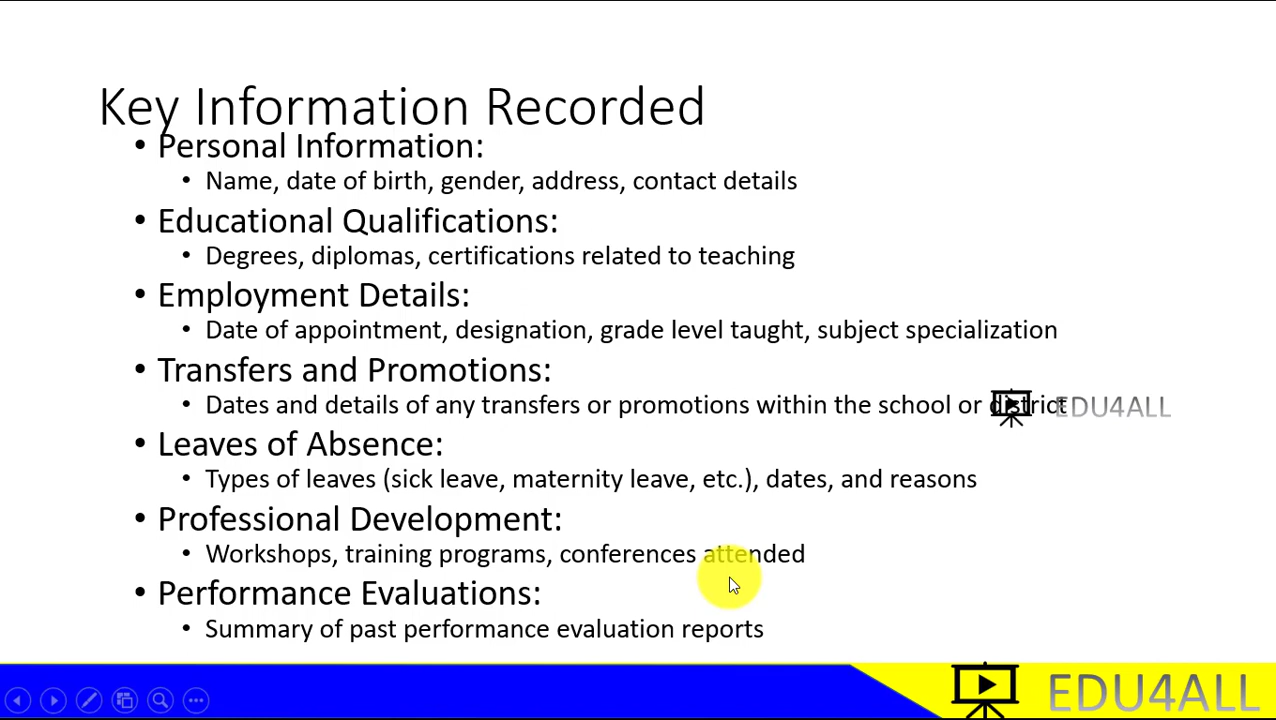 Key Information Recorded
• Personal Information:
• Name, date of birth, gender, address, contact details
• Educational Qualifications:
• Degrees, diplomas, certifications related to teaching
• Employment Details:
• Date of appointment, designation, grade level taught, subject specialization
• Transfers and Promotions:
• Dates and details of any transfers or promotions within the school or district
EDU4ALL
• Leaves of Absence:
• Types of leaves (sick leave, maternity leave, etc.), dates, and reasons
• Professional Development:
• Workshops, training programs, conferences attended
• Performance Evaluations:
• Summary of past performance evaluation reports
EDU4ALL